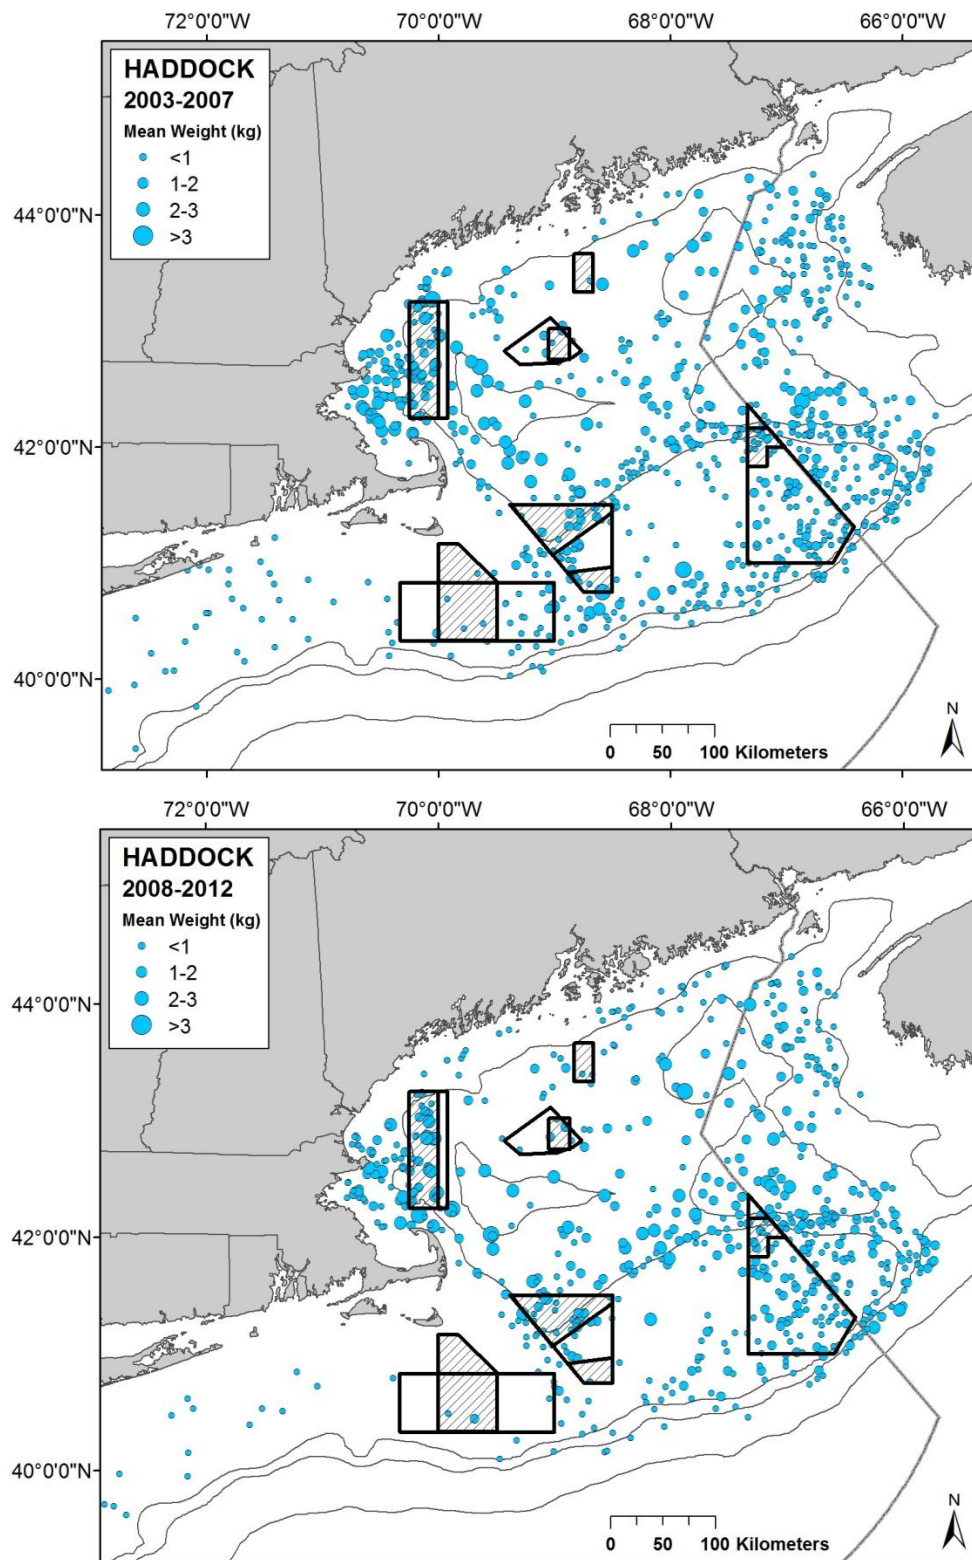 72°0'0"W 70°0'0"W 68°0'0"W 66°0'0"W
HADDOCK
2003-2007
Mean Weight (kg)
<1
1-2
2-3
>3
44°0'0"N
42°0'0"N
40°0'0"N
N
0 50 100 Kilometers
72°0'0"W 70°0'0"W 68°0'0"W 66°0'0"W
HADDOCK
2008-2012
Mean Weight (kg)
<1
1-2
2-3
>3
44°0'0"N
42°0'0"N
40°0'0"N
N
0 50 100 Kilometers